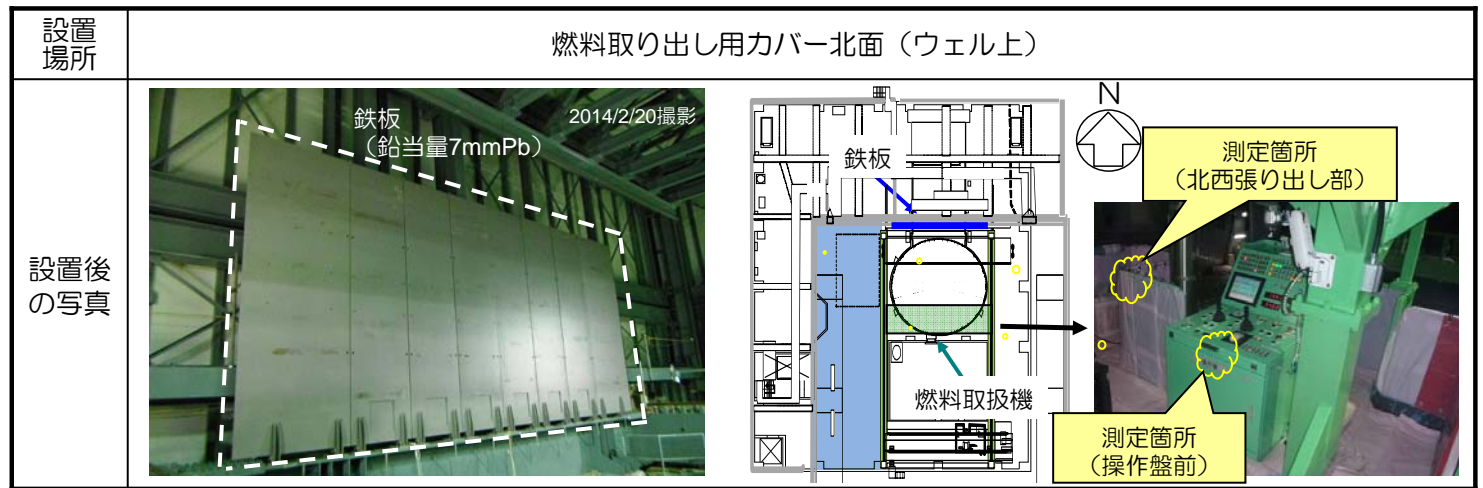 設置
場所
燃料取り出し用カバー北面（ウェル上）
設置後
の写真
鉄板
（鉛当量7mmPb）
2014/2/20撮影
鉄板
燃料取扱機
N
測定箇所
（北西張り出し部）
測定箇所
（操作盤前）